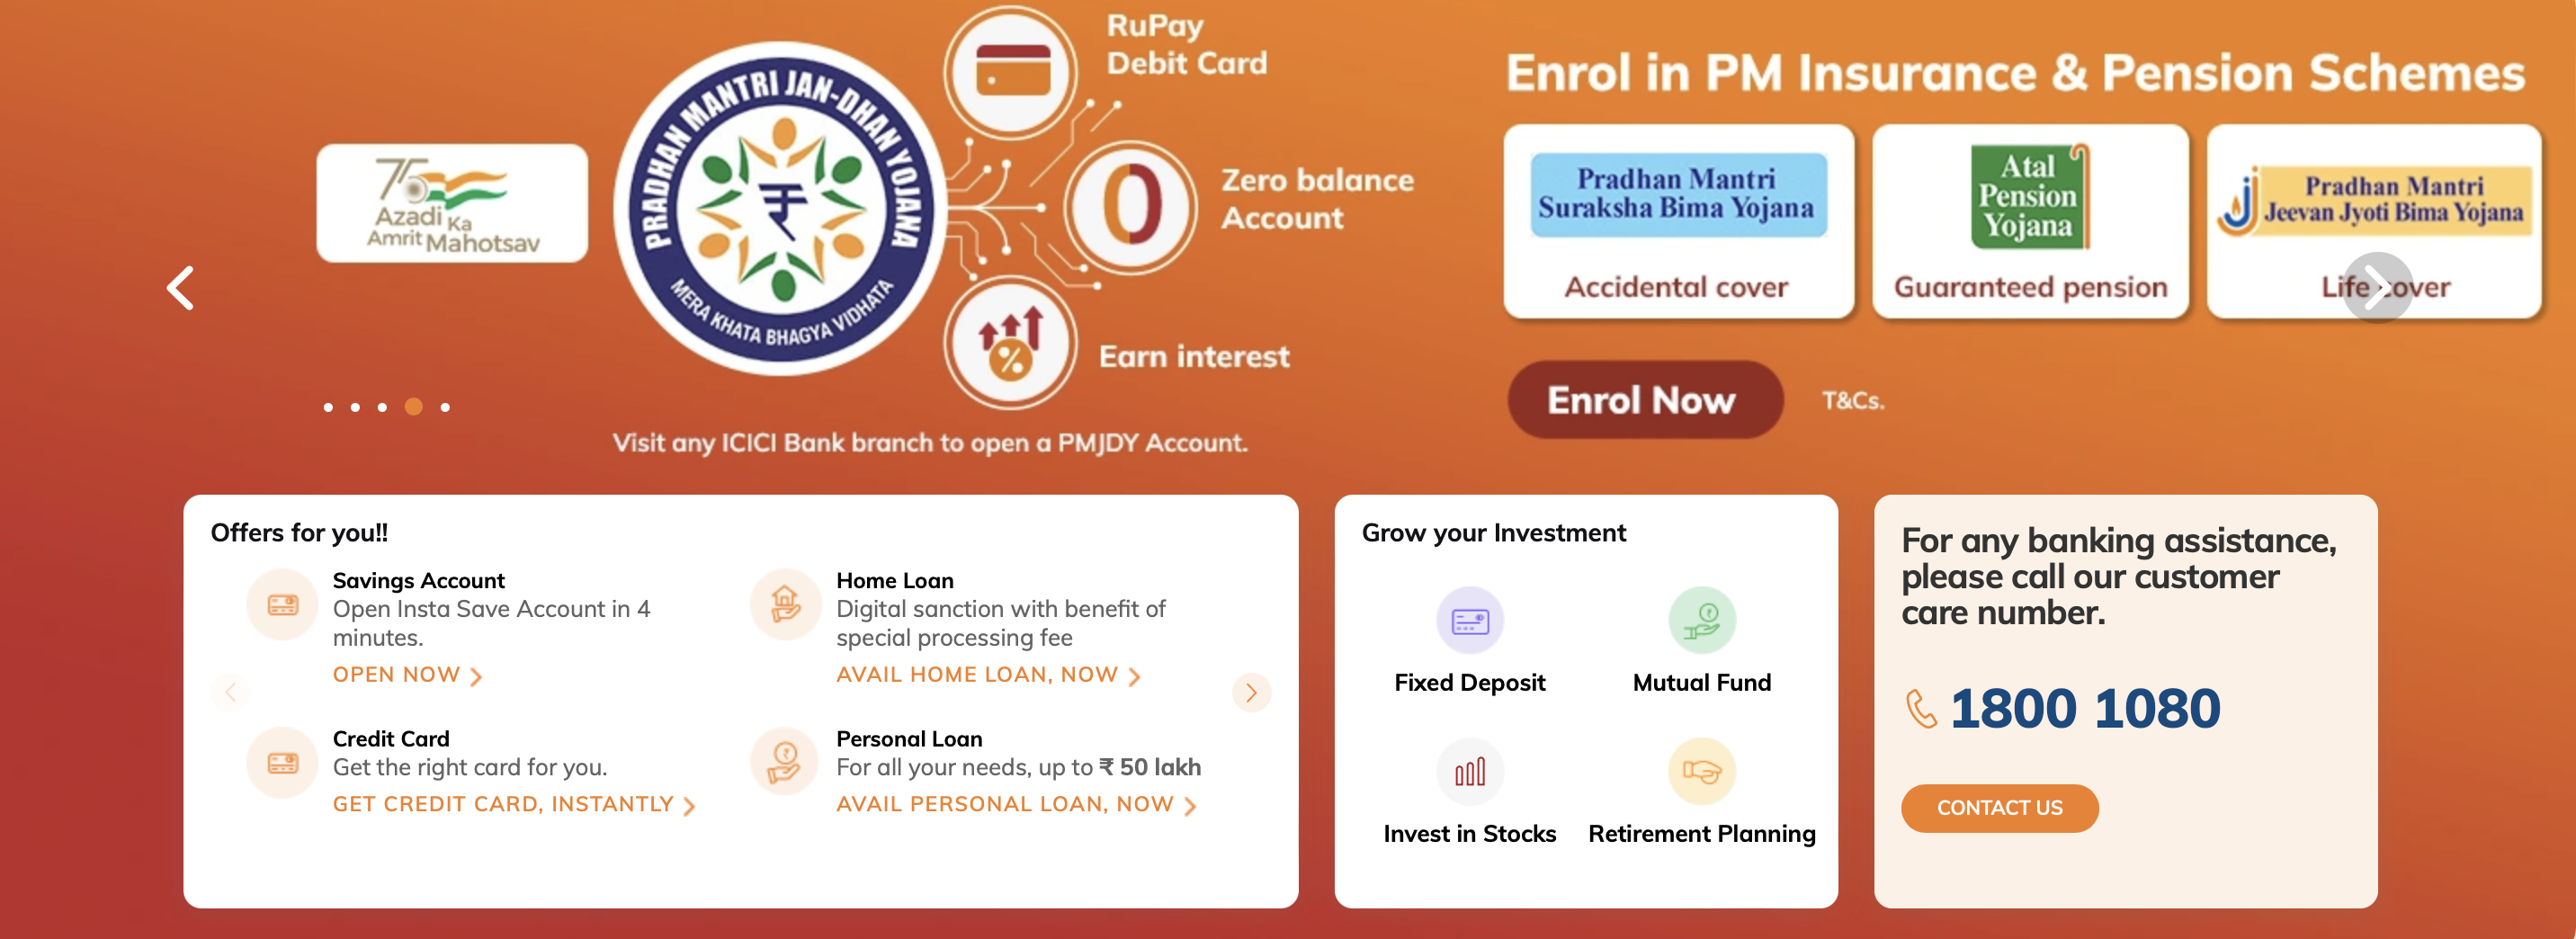 75
Azadi Ka
Amrit Mahotsav
PRADHAN MANTRI JAN-DHAN YOJANA
MERA KHATA BHAGYA VIDHATA
RuPay
Debit Card
Zero balance
Account
Earn interest
Visit any ICICI Bank branch to open a PMJDY Account.
Enrol in PM Insurance & Pension Schemes
Pradhan Mantri
Suraksha Bima Yojana
Accidental cover
Atal
Pension
Yojana
Guaranteed pension
Pradhan Mantri
Jeevan Jyoti Bima Yojana
Life cover
Enrol Now
T&Cs.
Offers for you!!
Savings Account
Open Insta Save Account in 4
minutes.
OPEN NOW
Home Loan
Digital sanction with benefit of
special processing fee
AVAIL HOME LOAN, NOW
Credit Card
Get the right card for you.
GET CREDIT CARD, INSTANTLY
Personal Loan
For all your needs, up to ₹ 50 lakh
AVAIL PERSONAL LOAN, NOW
Grow your Investment
Fixed Deposit
Mutual Fund
Invest in Stocks
Retirement Planning
For any banking assistance,
please call our customer
care number.
1800 1080
CONTACT US